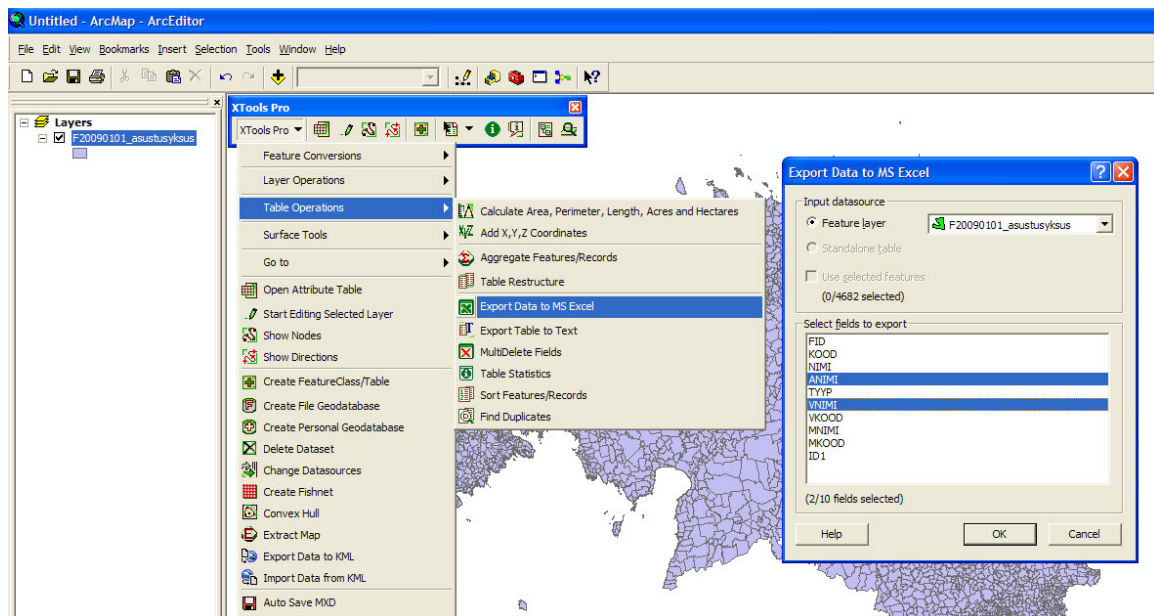 Untitled - ArcMap - ArcEditor
File Edit View Bookmarks Insert Selection Tools Window Help
Layers
F20090101_asustusyksus
XTools Pro
XTools Pro
Feature Conversions
Layer Operations
Table Operations
Surface Tools
Go to
Open Attribute Table
Start Editing Selected Layer
Show Nodes
Show Directions
Create FeatureClass/Table
Create File Geodatabase
Create Personal Geodatabase
Delete Dataset
Change Datasources
Create Fishnet
Convex Hull
Extract Map
Export Data to KML
Import Data from KML
Auto Save MXD
Calculate Area, Perimeter, Length, Acres and Hectares
Add X,Y,Z Coordinates
Aggregate Features/Records
Table Restructure
Export Data to MS Excel
Export Table to Text
MultiDelete Fields
Table Statistics
Sort Features/Records
Find Duplicates
Export Data to MS Excel
Input datasource
Feature layer
F20090101_asustusyksus
Standalone table
Use selected features
(0/4682 selected)
Select fields to export
FID
KOOD
NIMI
ANIMI
TYYP
VNIMI
VKOOD
MNIMI
MKOOD
ID1
(2/10 fields selected)
Help OK Cancel